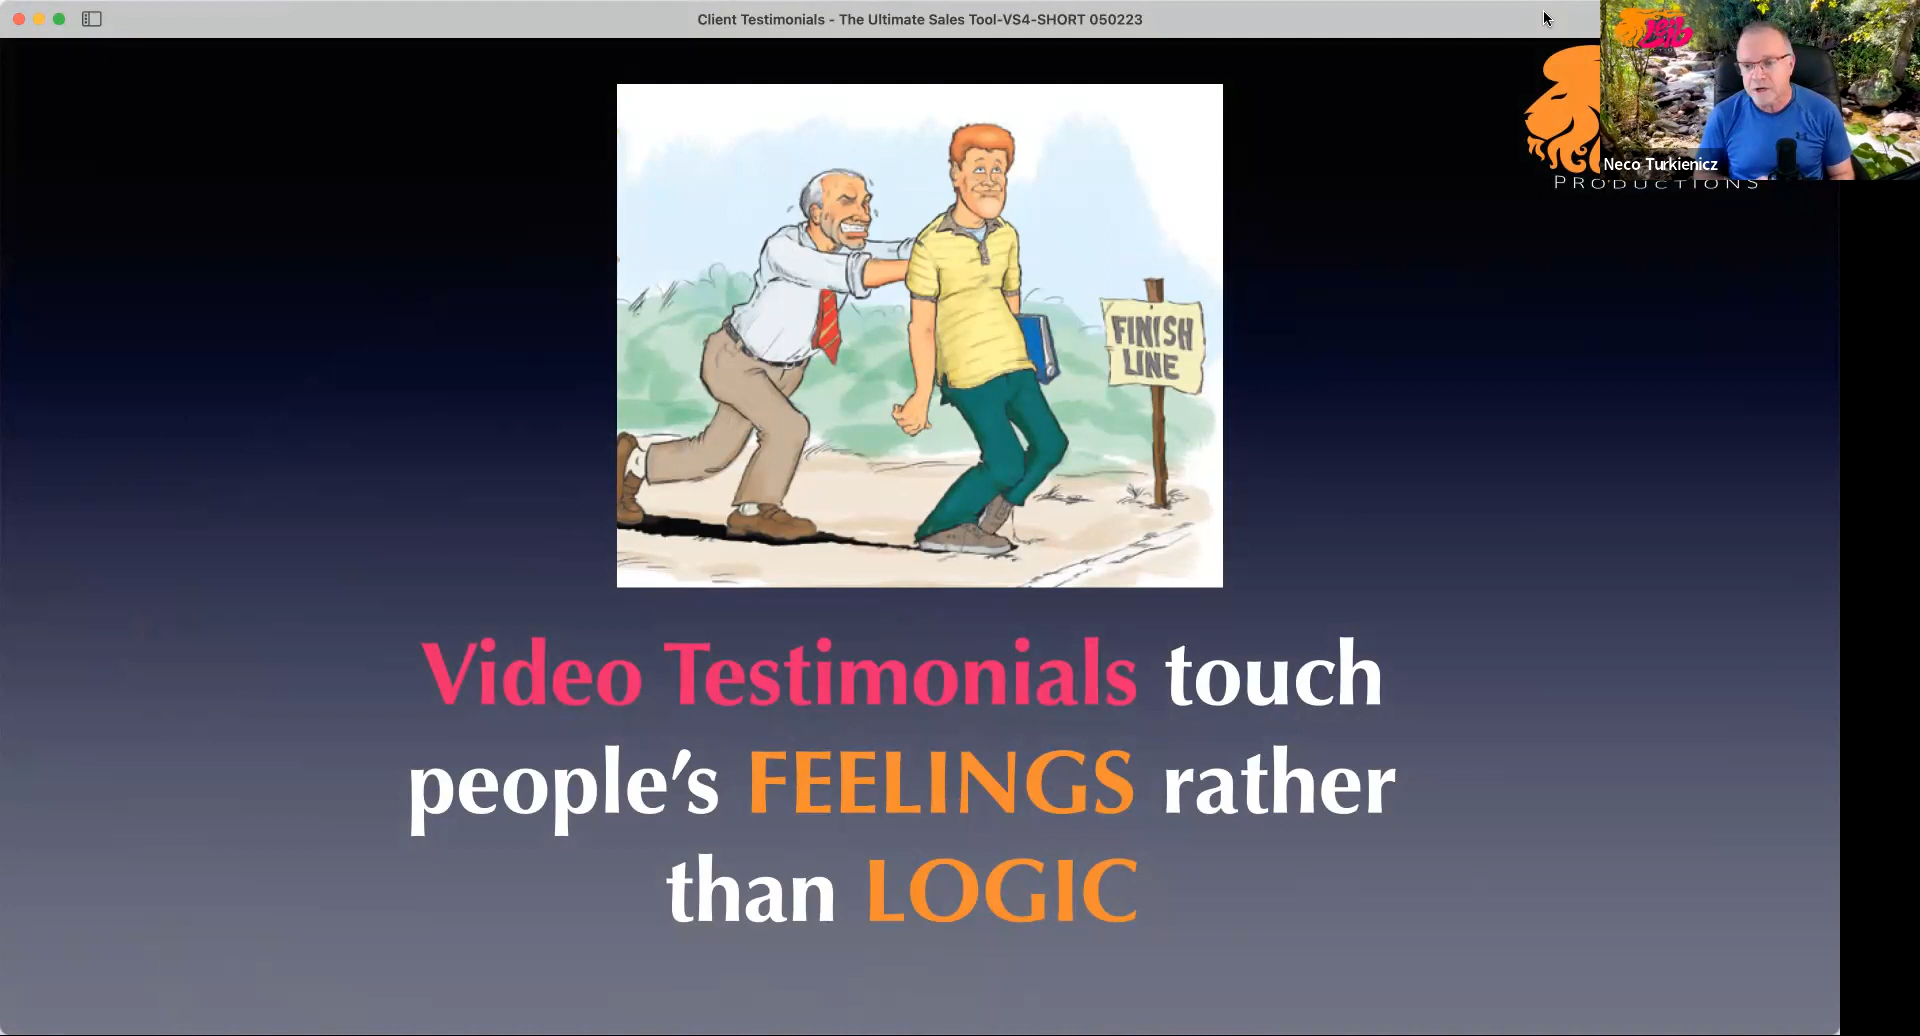 Client Testimonials - The Ultimate Sales Tool-VS4-SHORT 050223
Neco Turkienicz
PRODUCTIONS
FINISH
LINE
Video Testimonials touch
people's FEELINGS rather
than LOGIC